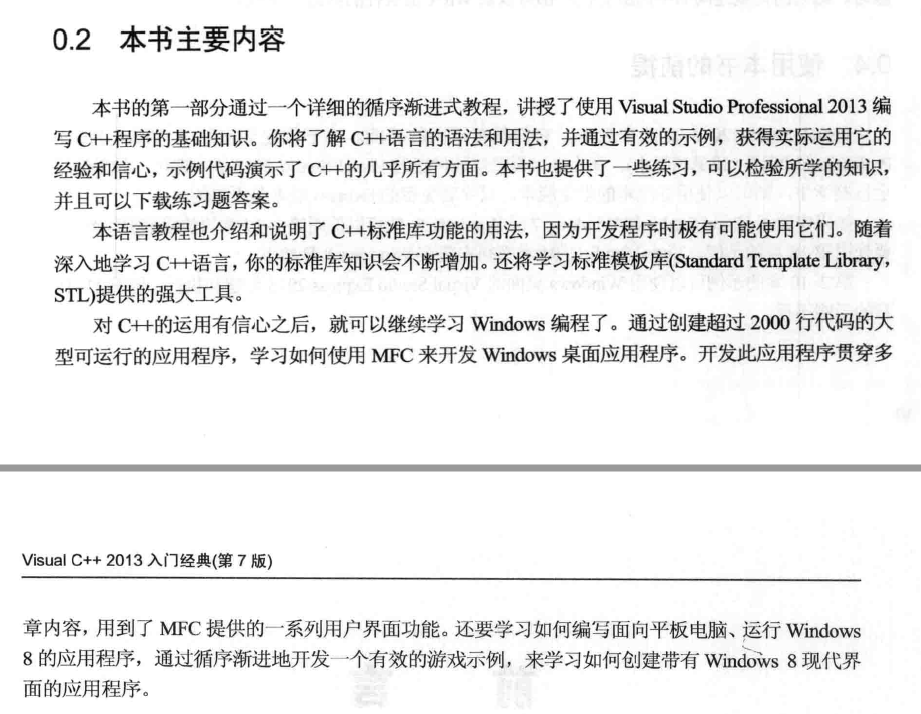 0.2 本书主要内容
本书的第一部分通过一个详细的循序渐进式教程，讲授了使用 Visual Studio Professional 2013 编
写 C++程序的基础知识。你将了解 C++语言的语法和用法，并通过有效的示例，获得实际运用它的
经验和信心，示例代码演示了 C++的几乎所有方面。本书也提供了一些练习，可以检验所学的知识，
并且可以下载练习题答案。
本语言教程也介绍和说明了 C++标准库功能的用法，因为开发程序时极有可能使用它们。随着
深入地学习 C++语言，你的标准库知识会不断增加。还将学习标准模板库(Standard Template Library，
STL)提供的强大工具。
对 C++的运用有信心之后，就可以继续学习 Windows 编程了。通过创建超过 2000 行代码的大
型可运行的应用程序，学习如何使用 MFC 来开发 Windows 桌面应用程序。开发此应用程序贯穿多
Visual C++ 2013 入门经典(第 7 版)
章内容，用到了 MFC 提供的一系列用户界面功能。还要学习如何编写面向平板电脑、运行 Windows
8 的应用程序，通过循序渐进地开发一个有效的游戏示例，来学习如何创建带有 Windows 8 现代界
面的应用程序。